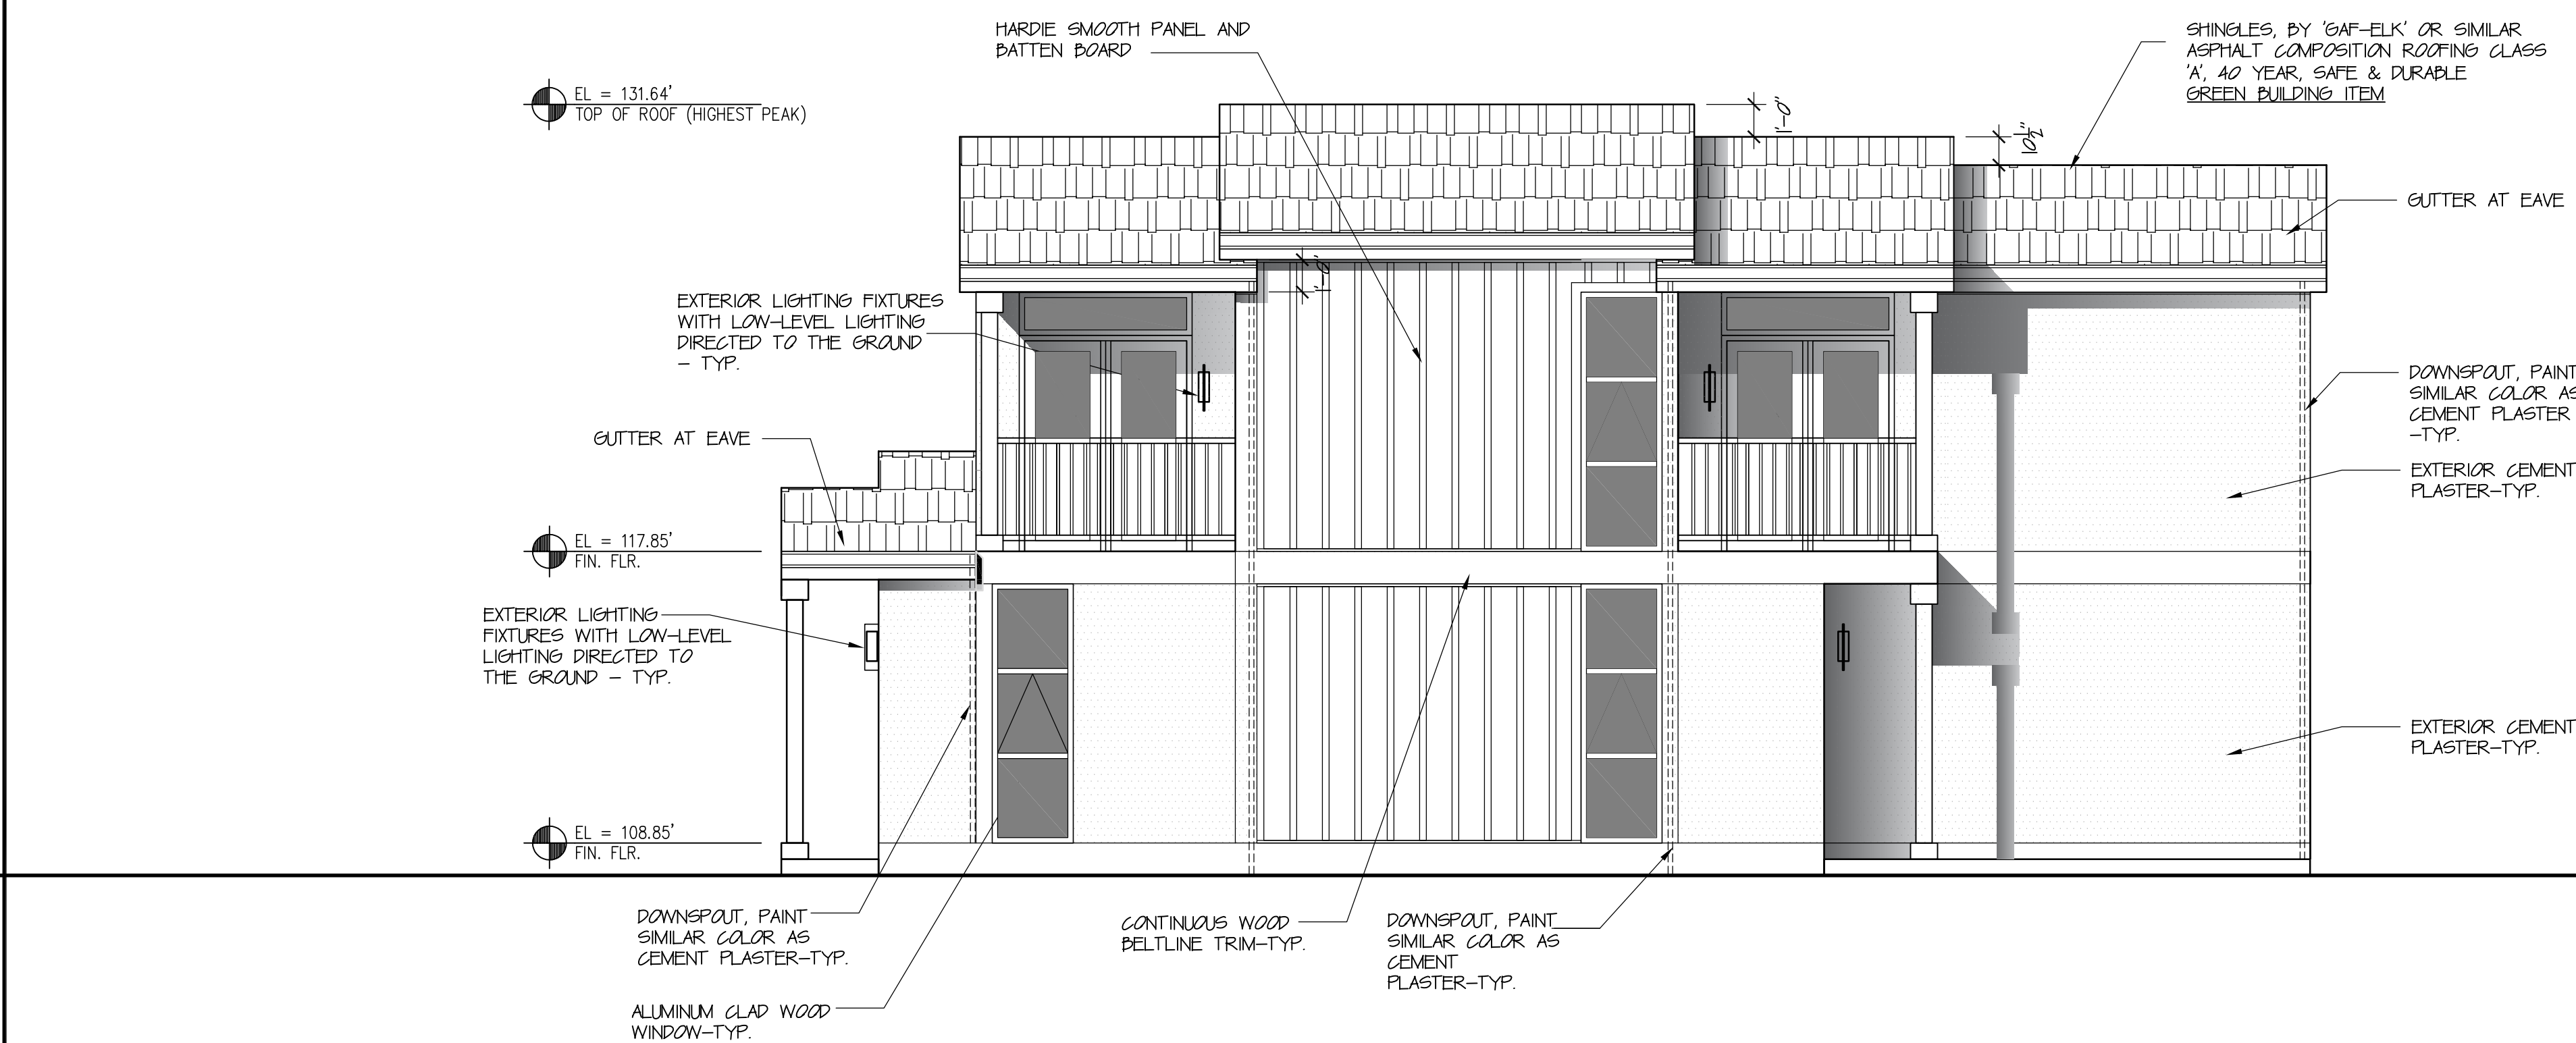 HARDIE SMOOTH PANEL AND
BATTEN BOARD
SHINGLES, BY 'GAF-ELK' OR SIMILAR
ASPHALT COMPOSITION ROOFING CLASS
'A', 40 YEAR, SAFE & DURABLE
GREEN BUILDING ITEM
EL = 131.64'
TOP OF ROOF (HIGHEST PEAK)
1'-0"
10½"
GUTTER AT EAVE
1'-0"
EXTERIOR LIGHTING FIXTURES
WITH LOW-LEVEL LIGHTING
DIRECTED TO THE GROUND
- TYP.
DOWNSPOUT, PAINT
SIMILAR COLOR AS
CEMENT PLASTER
-TYP.
GUTTER AT EAVE
EXTERIOR CEMENT
PLASTER-TYP.
EL = 117.85'
FIN. FLR.
EXTERIOR LIGHTING
FIXTURES WITH LOW-LEVEL
LIGHTING DIRECTED TO
THE GROUND - TYP.
EXTERIOR CEMENT
PLASTER-TYP.
EL = 108.85'
FIN. FLR.
DOWNSPOUT, PAINT
SIMILAR COLOR AS
CEMENT PLASTER-TYP.
CONTINUOUS WOOD
BELTLINE TRIM-TYP.
DOWNSPOUT, PAINT
SIMILAR COLOR AS
CEMENT
PLASTER-TYP.
ALUMINUM CLAD WOOD
WINDOW-TYP.